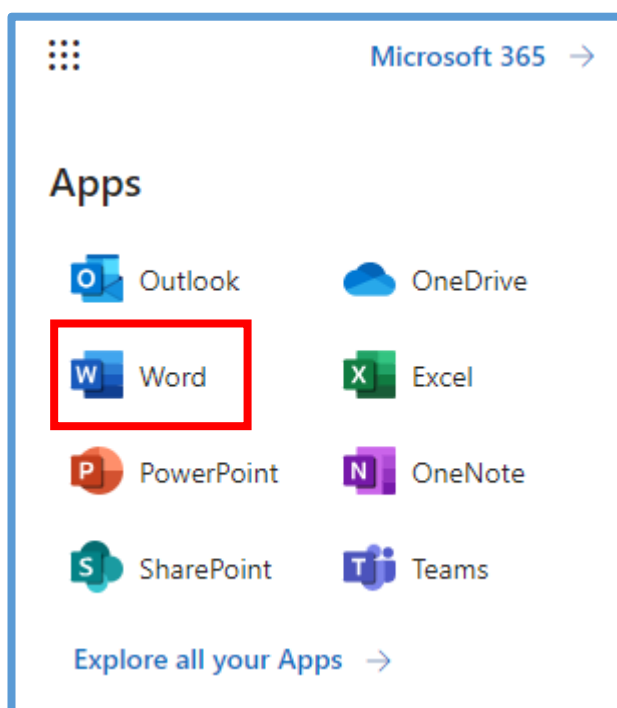 Microsoft 365 →
Apps
Outlook OneDrive
Word Excel
PowerPoint OneNote
SharePoint Teams
Explore all your Apps →